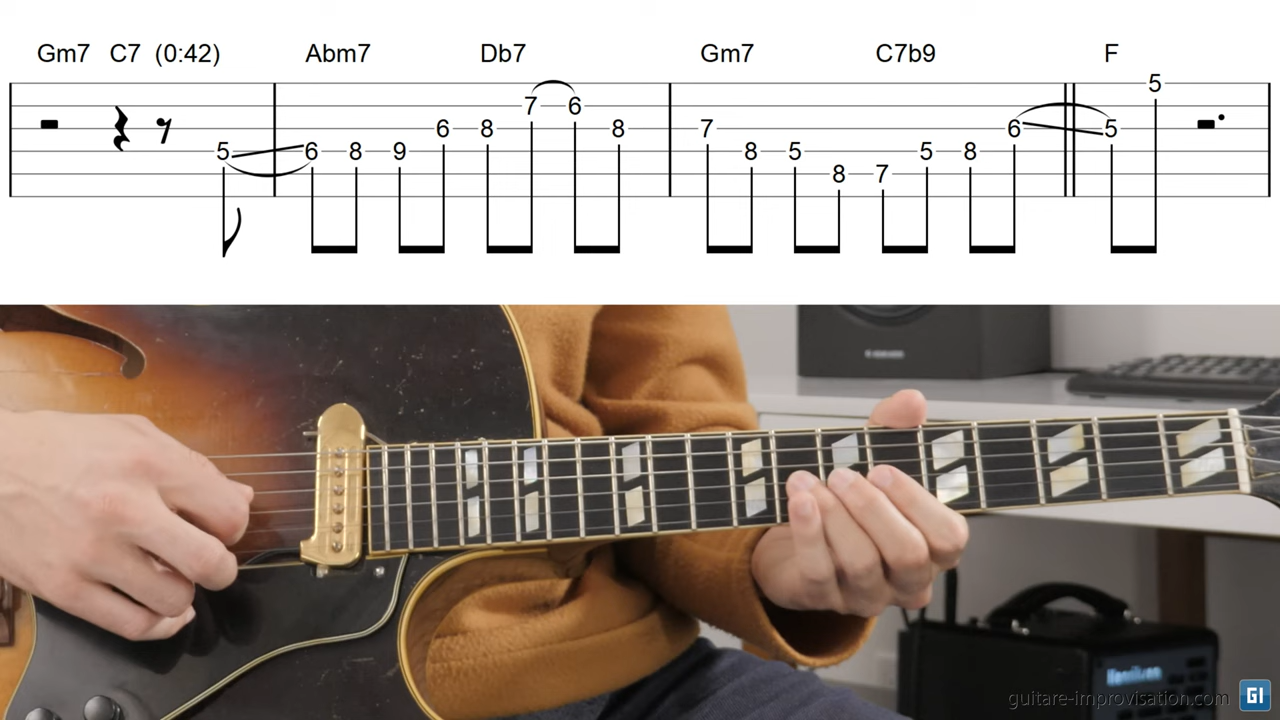 Gm7 C7 (0:42) Abm7 Db7 Gm7 C7b9 F
5
7 6 6
6 8 8 7 6 5
5 6 8 9 8 5 5 8
8 7
guitare-improvisation.com GI